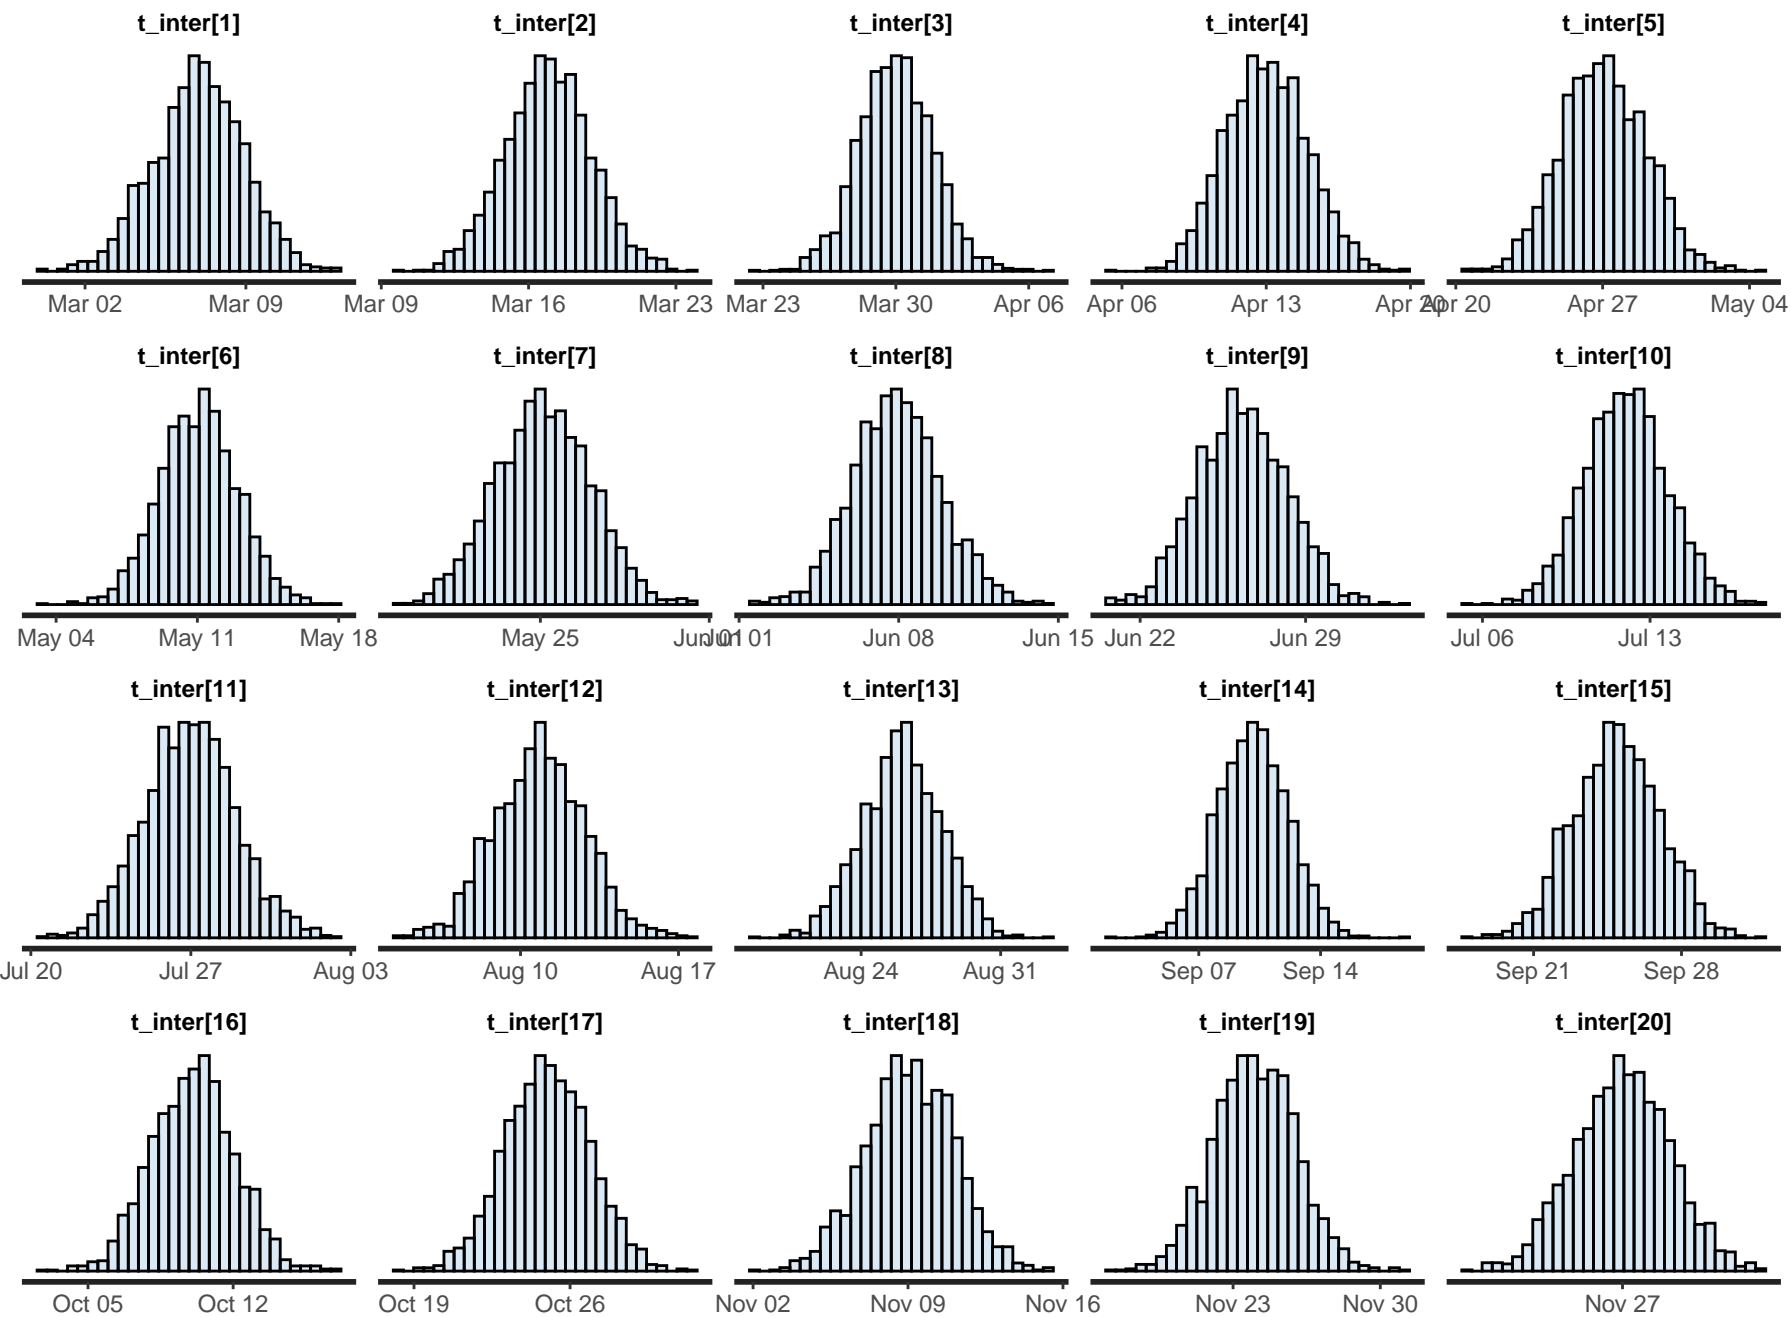 t_inter[1] t_inter[2] t_inter[3] t_inter[4] t_inter[5]
Mar 02 Mar 09 Mar 09 Mar 16 Mar 23 Mar 23 Mar 30 Apr 06 Apr 06 Apr 13 Apr 20 Apr 20 Apr 27 May 04
t_inter[6] t_inter[7] t_inter[8] t_inter[9] t_inter[10]
May 04 May 11 May 18 May 25 Jun 01 Jun 01 Jun 08 Jun 15 Jun 22 Jun 29 Jul 06 Jul 13
t_inter[11] t_inter[12] t_inter[13] t_inter[14] t_inter[15]
Jul 20 Jul 27 Aug 03 Aug 10 Aug 17 Aug 24 Aug 31 Sep 07 Sep 14 Sep 21 Sep 28
t_inter[16] t_inter[17] t_inter[18] t_inter[19] t_inter[20]
Oct 05 Oct 12 Oct 19 Oct 26 Nov 02 Nov 09 Nov 16 Nov 23 Nov 30 Nov 27